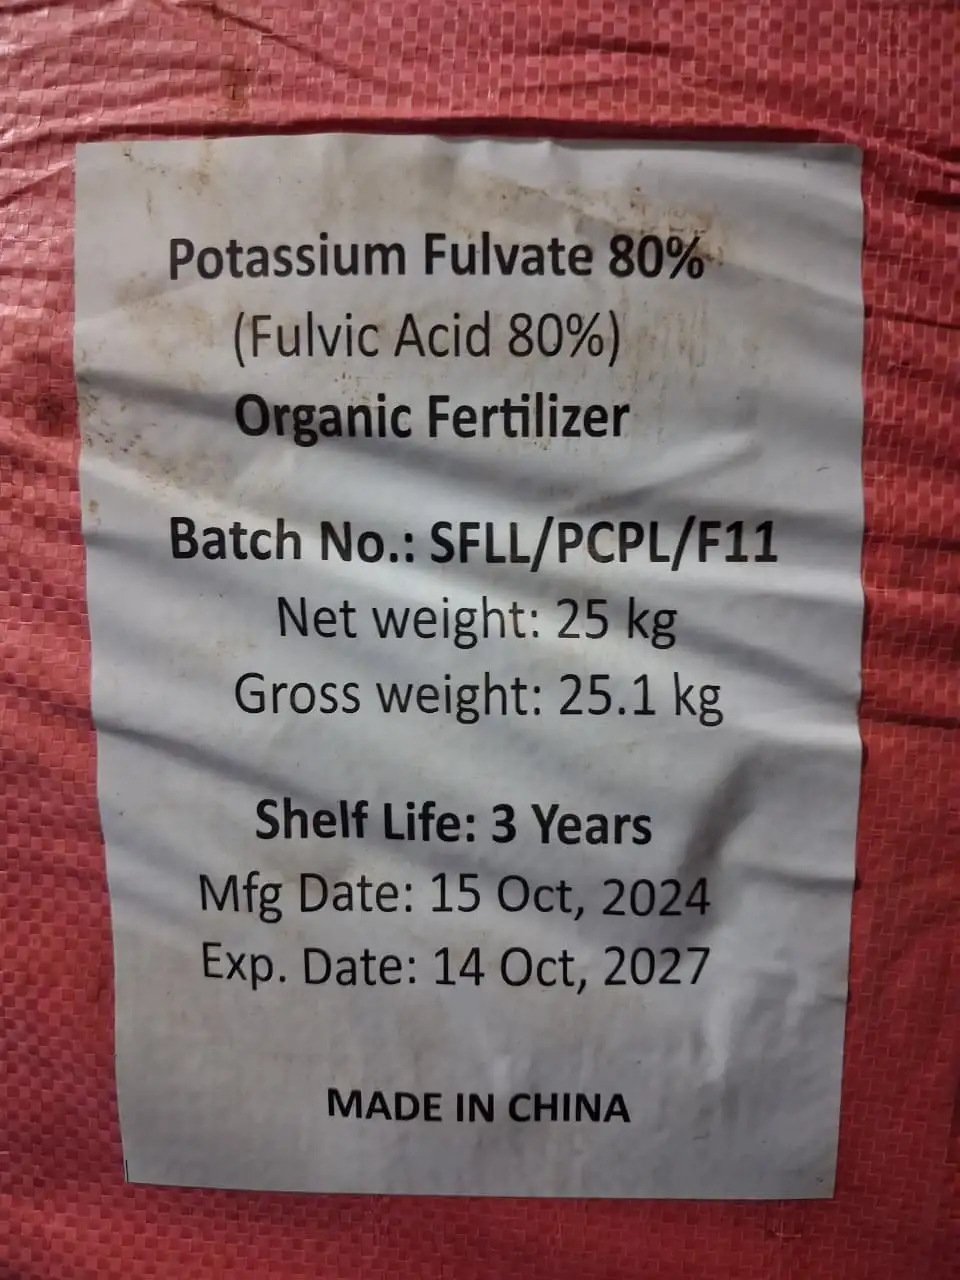 Potassium Fulvate 80%
(Fulvic Acid 80%)
Organic Fertilizer
Batch No.: SFLL/PCPL/F11
Net weight: 25 kg
Gross weight: 25.1 kg
Shelf Life: 3 Years
Mfg Date: 15 Oct, 2024
Exp. Date: 14 Oct, 2027
MADE IN CHINA